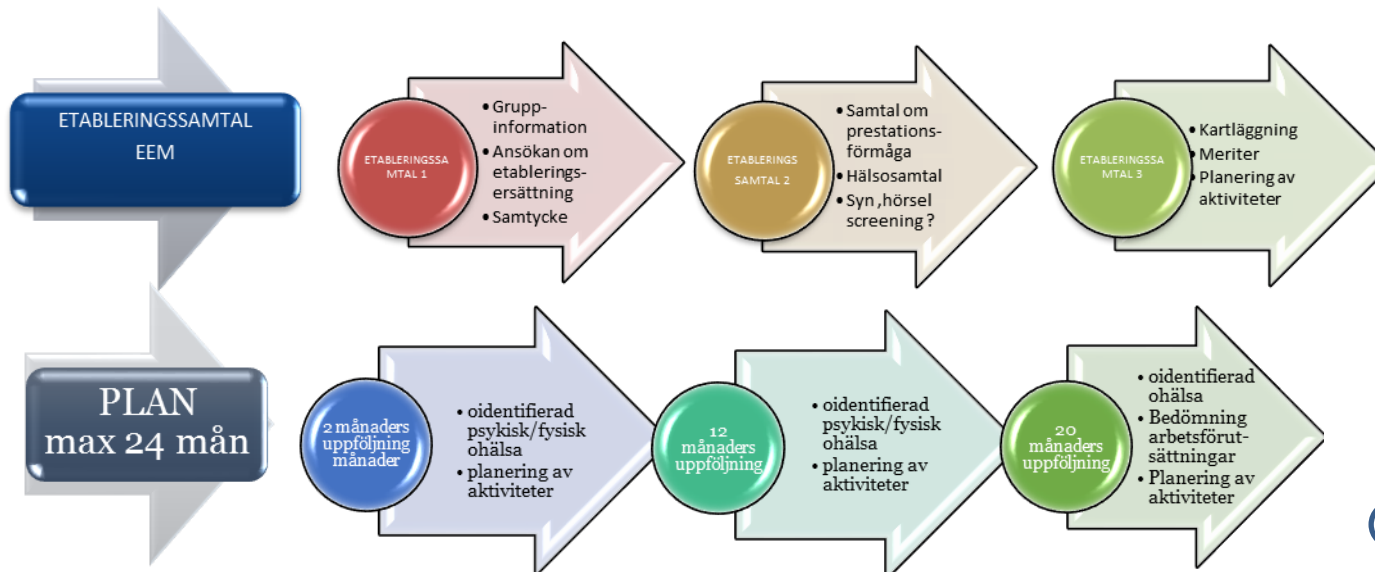 ETABLERINGSSAMTAL
EEM
ETABLERINGSSA
MTAL 1
• Grupp-
information
• Ansökan om
etablerings-
ersättning
• Samtycke
ETABLERINGS
SAMTAL 2
• Samtal om
prestations-
förmåga
• Hälsosamtal
• Syn ,hörsel
screening ?
ETABLERINGSSA
MTAL 3
• Kartläggning
• Meriter
• Planering av
aktiviteter
PLAN
max 24 mån
2 månaders
uppföljning
månader
• oidentifierad
psykisk/fysisk
ohälsa
• planering av
aktiviteter
12
månaders
uppföljning
• oidentifierad
psykisk/fysisk
ohälsa
• planering av
aktiviteter
20
månaders
uppföljning
• oidentifierad
ohälsa
• Bedömning
arbetsförut-
sättningar
• Planering av
aktiviteter